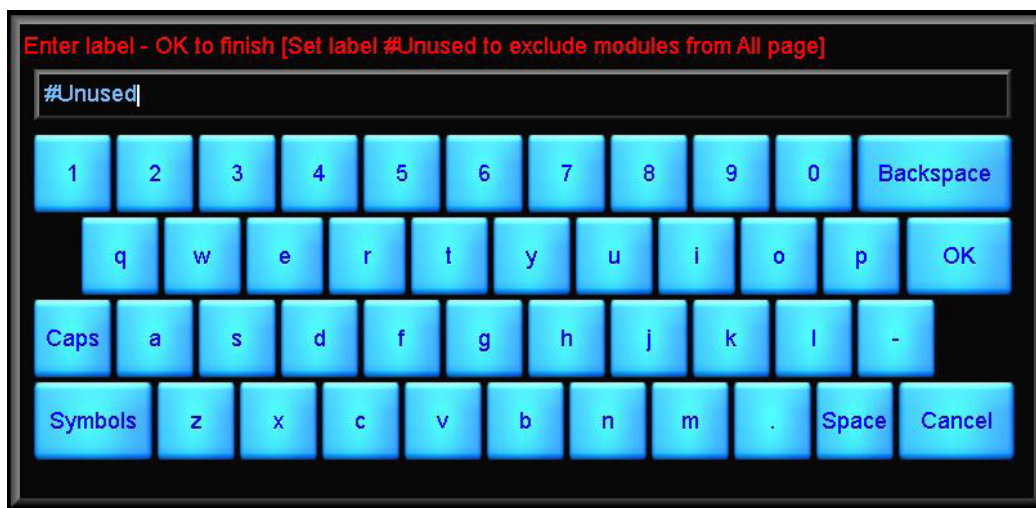 Enter label - OK to finish [Set label #Unused to exclude modules from All page]
#Unused
1 2 3 4 5 6 7 8 9 0 Backspace
q w e r t y u i o p OK
Caps a s d f g h j k l -
Symbols z x c v b n m . Space Cancel